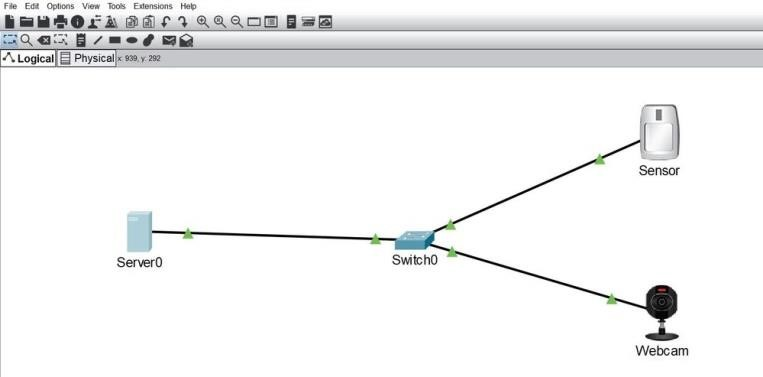 File Edit Options View Tools Extensions Help
Logical Physical x: 939, y: 292
Sensor
Server0
Switch0
Webcam